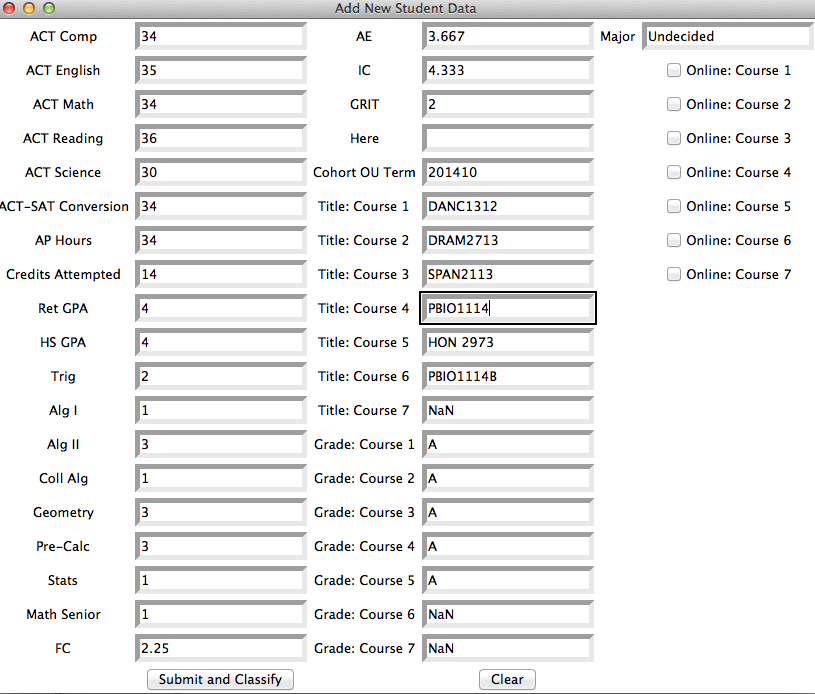 Add New Student Data
ACT Comp 34 AE 3.667 Major Undecided
ACT English 35 IC 4.333 Online: Course 1
ACT Math 34 GRIT 2 Online: Course 2
ACT Reading 36 Here Online: Course 3
ACT Science 30 Cohort OU Term 201410 Online: Course 4
ACT-SAT Conversion 34 Title: Course 1 DANC1312 Online: Course 5
AP Hours 34 Title: Course 2 DRAM2713 Online: Course 6
Credits Attempted 14 Title: Course 3 SPAN2113 Online: Course 7
Ret GPA 4 Title: Course 4 PBIO1114
HS GPA 4 Title: Course 5 HON 2973
Trig 2 Title: Course 6 PBIO1114B
Alg I 1 Title: Course 7 NaN
Alg II 3 Grade: Course 1 A
Coll Alg 1 Grade: Course 2 A
Geometry 3 Grade: Course 3 A
Pre-Calc 3 Grade: Course 4 A
Stats 1 Grade: Course 5 A
Math Senior 1 Grade: Course 6 NaN
FC 2.25 Grade: Course 7 NaN
Submit and Classify Clear